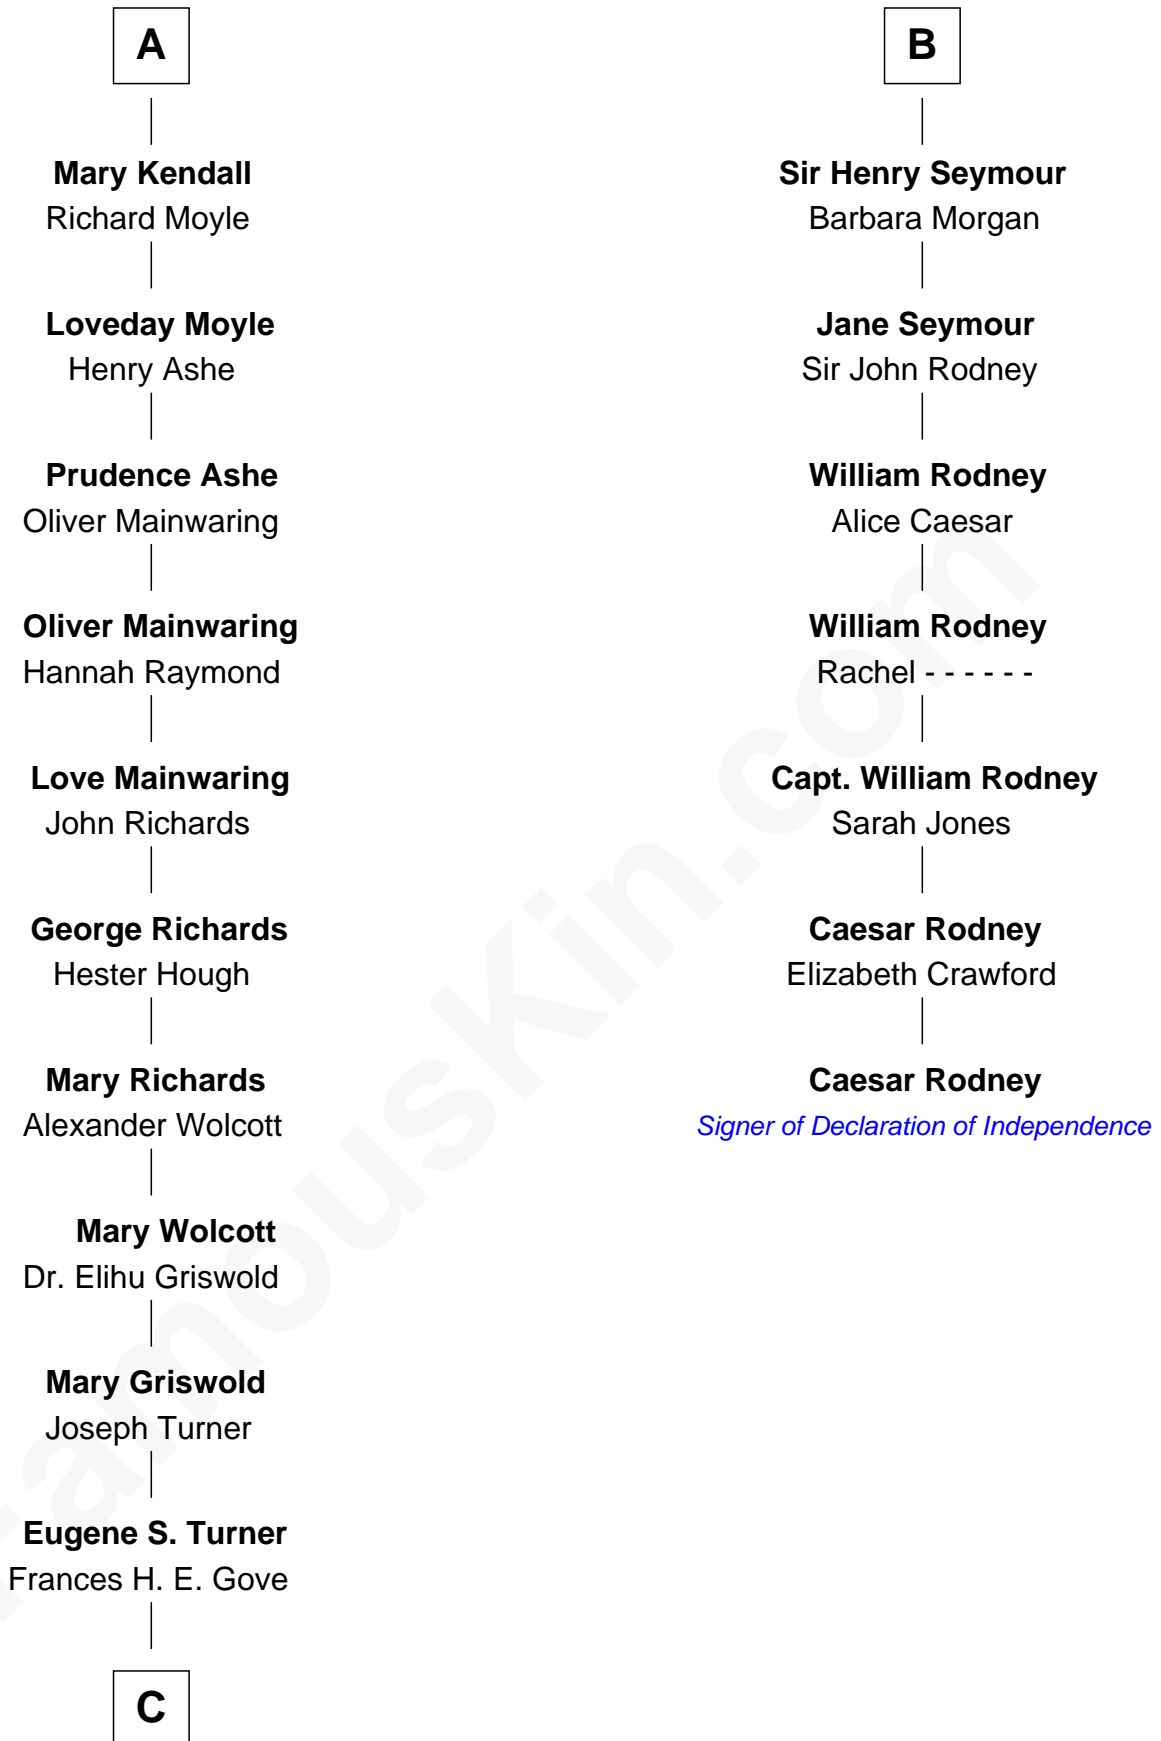 A
Mary Kendall
Richard Moyle
Loveday Moyle
Henry Ashe
Prudence Ashe
Oliver Mainwaring
Oliver Mainwaring
Hannah Raymond
Love Mainwaring
John Richards
George Richards
Hester Hough
Mary Richards
Alexander Wolcott
Mary Wolcott
Dr. Elihu Griswold
Mary Griswold
Joseph Turner
Eugene S. Turner
Frances H. E. Gove
C
B
Sir Henry Seymour
Barbara Morgan
Jane Seymour
Sir John Rodney
William Rodney
Alice Caesar
William Rodney
Rachel - - - - - -
Capt. William Rodney
Sarah Jones
Caesar Rodney
Elizabeth Crawford
Caesar Rodney
Signer of Declaration of Independence
FamousKin.com